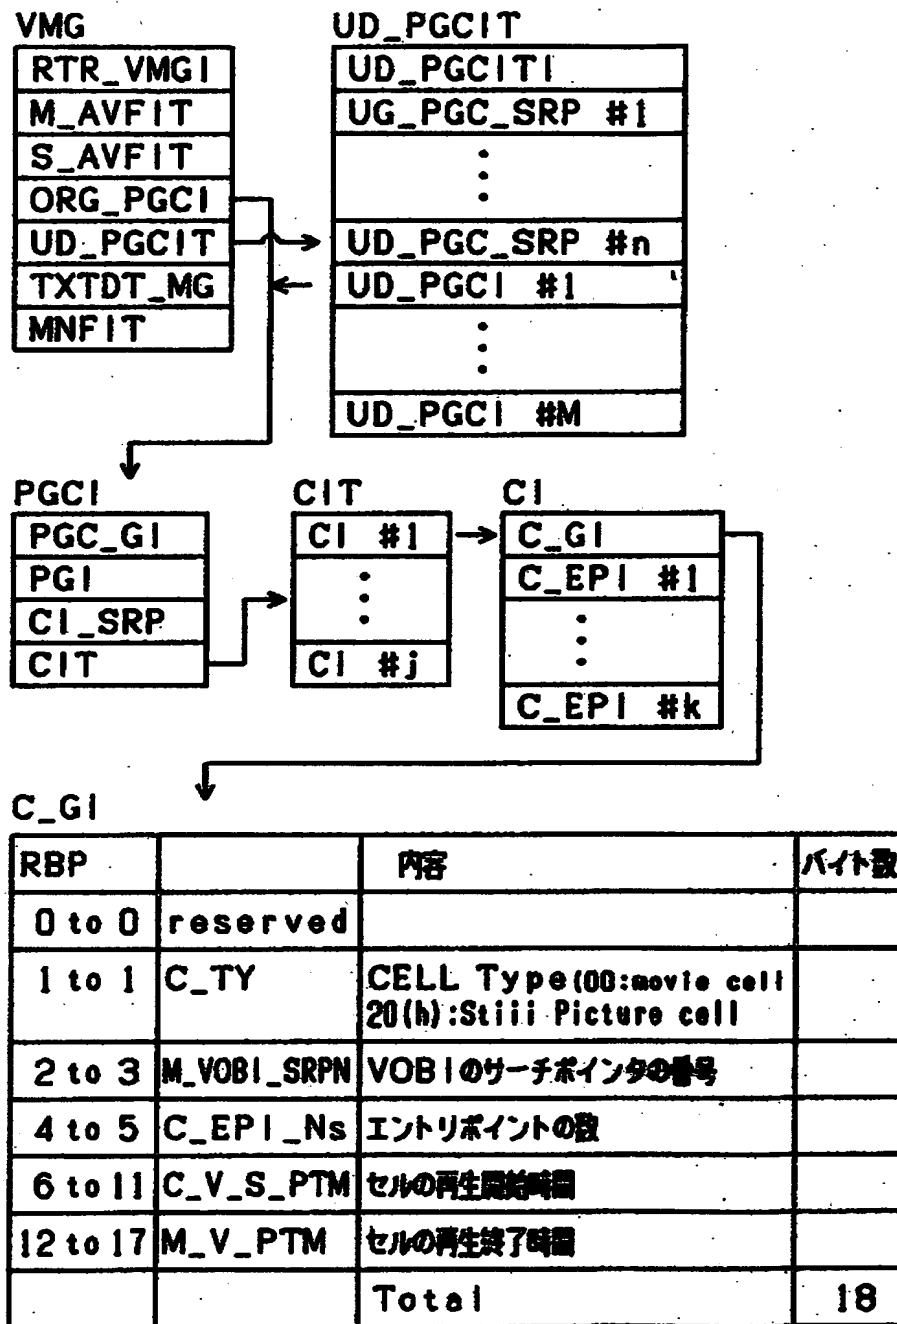 VMG
RTR_VMGI
M_AVFIT
S_AVFIT
ORG_PGCI
UD_PGCIT
TXTDT_MG
MNFIT
UD_PGCIT
UD_PGCITI
UG_PGC_SRP #1
UD_PGC_SRP #n
UD_PGCI #1
UD_PGCI #M
PGCI
PGC_GI
PGI
CI_SRP
CIT
CIT
CI #1
CI #j
CI
C_GI
C_EPI #1
C_EPI #k
C_GI
RBP 内容 バイト数
0 to 0 reserved
1 to 1 C_TY CELL Type(00:movie cell
20(h):Stiii Picture cell
2 to 3 M_VOBI_SRPN VOBIのサーチポインタの番号
4 to 5 C_EPI_Ns エントリポイントの数
6 to 11 C_V_S_PTM セルの再生開始時間
12 to 17 M_V_PTM セルの再生終了時間
Total 18